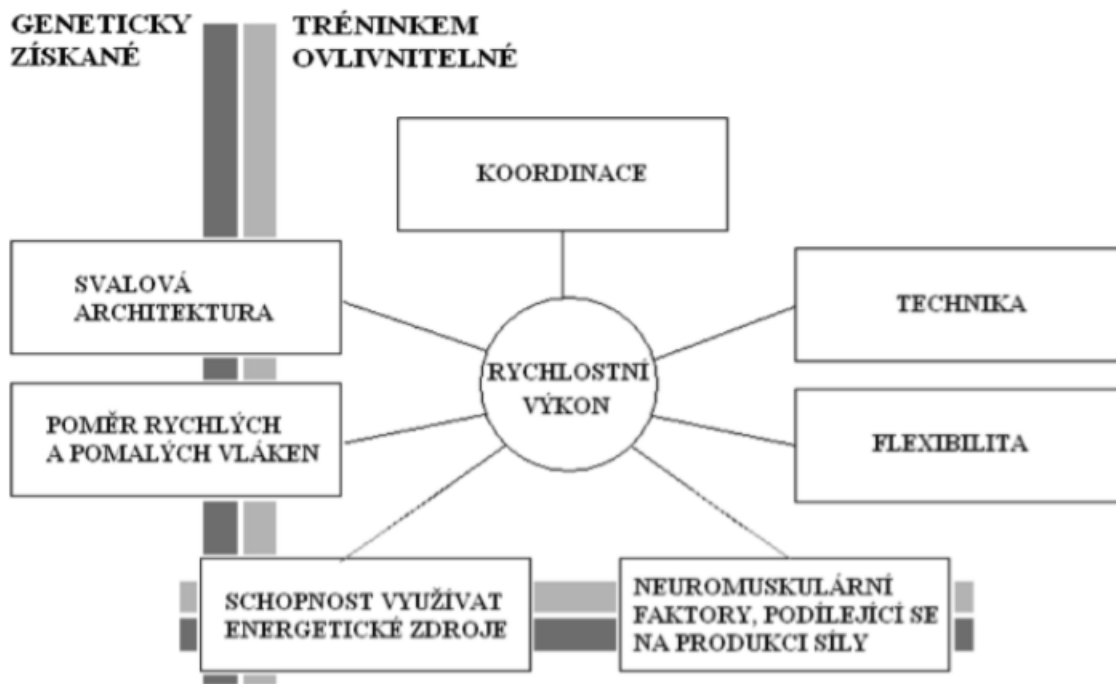 GENETICKY
ZÍSKANÉ
TRÉNINKEM
OVLIVNITELNÉ
KOORDINACE
SVALOVÁ
ARCHITEKTURA
TECHNIKA
RYCHLOSTNÍ
VÝKON
POMĚR RYCHLÝCH
A POMALÝCH VLÁKEN
FLEXIBILITA
SCHOPNOST VYUŽÍVAT
ENERGETICKÉ ZDROJE
NEUROMUSKULÁRNÍ
FAKTORY, PODÍLEJÍCÍ SE
NA PRODUKCI SÍLY